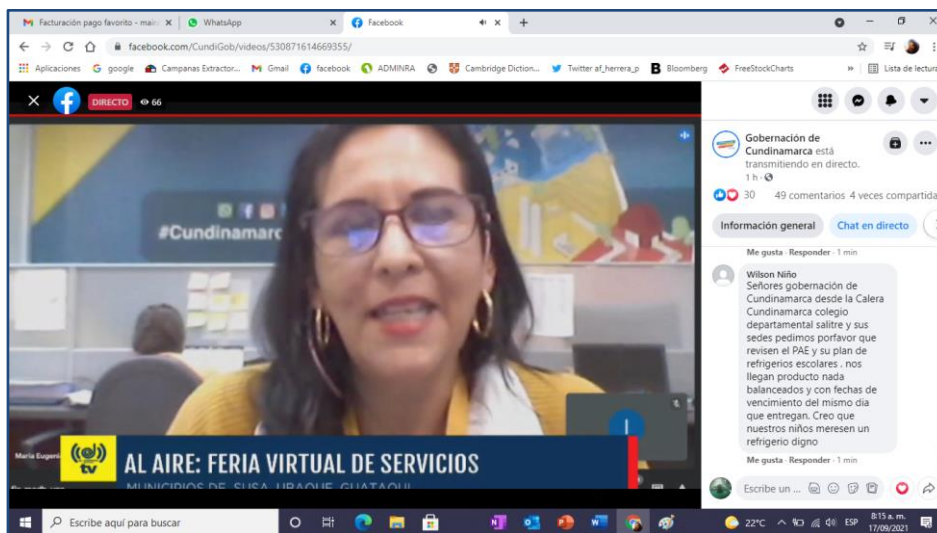 Facturación pago favorito - main
WhatsApp
Facebook
facebook.com/CundiGob/videos/530871614669355/
Aplicaciones
google
Campanas Extractor...
Gmail
facebook
ADMINRA
Cambridge Diction...
Twitter af_herrera_p
Bloomberg
FreeStockCharts
»
Lista de lectura
DIRECTO
66
#Cundinamarc
Maria Eugeni
I
tv
AL AIRE: FERIA VIRTUAL DE SERVICIOS
MUNICIPIOS DE SUSA, UBAQUE, GUATAQUI
Gobernación de
Cundinamarca está
transmitiendo en directo.
1 h ·
30 49 comentarios 4 veces compartida
Información general
Chat en directo
Me gusta · Responder · 1 min
Wilson Niño
Señores gobernación de
Cundinamarca desde la Calera
Cundinamarca colegio
departamental salitre y sus
sedes pedimos porfavor que
revisen el PAE y su plan de
refrigerios escolares . nos
llegan producto nada
balanceados y con fechas de
vencimiento del mismo dia
que entregan. Creo que
nuestros niños meresen un
refrigerio digno
Me gusta · Responder · 1 min
Escribe un ...
Escribe aquí para buscar
22°C
ESP
8:15 a. m.
17/09/2021